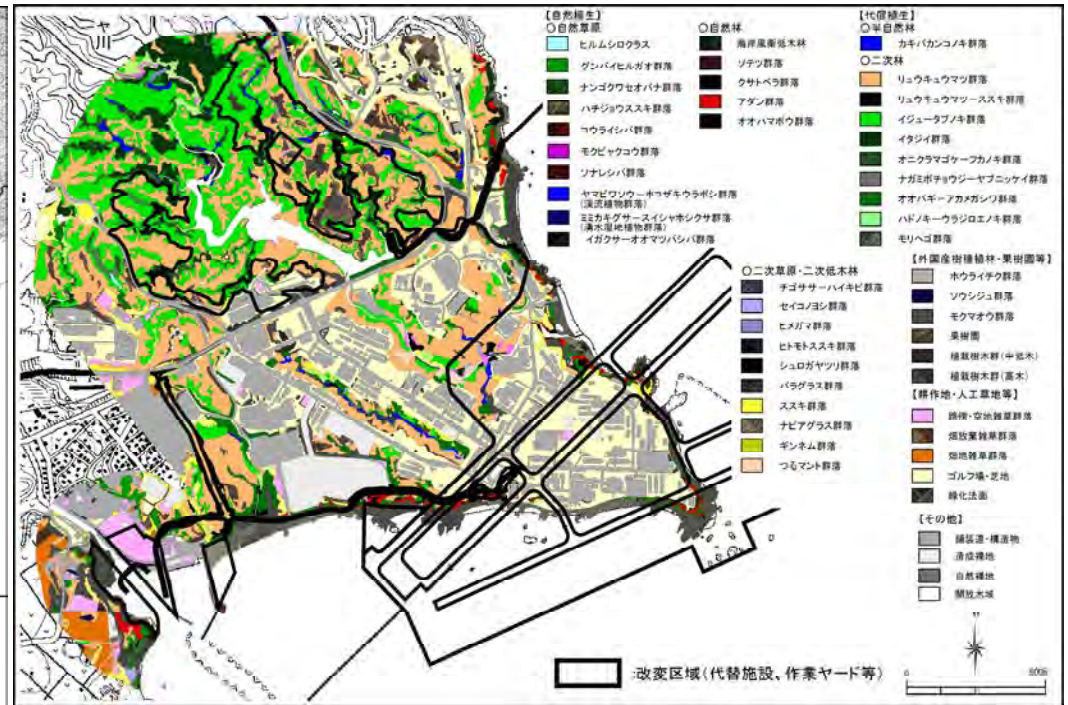 【自然植生】
○自然草原
ヒルムシロクラス
グンバイヒルガオ群落
ナンゴクワセオバナ群落
ハチジョウススキ群落
コウライシバ群落
モクビャクコウ群落
ソナレシバ群落
ヤマビワソウーホコザキウラボシ群落
(渓流植物群落)
ミミカキグサースイシャホシクサ群落
(湧水湿地植物群落)
イガクサーオオマツバシバ群落
○自然林
海岸風衝低木林
ソテツ群落
クサトベラ群落
アダン群落
オオハマボウ群落
【代償植生】
○半自然林
カキバカンコノキ群落
○二次林
リュウキュウマツ群落
リュウキュウマツーススキ群落
イジュータブノキ群落
イタジイ群落
オニクラマゴケーフカノキ群落
ナガミボチョウジーヤブニッケイ群落
オオバギーアカメガシワ群落
ハドノキーウラジロエノキ群落
モリヘゴ群落
○二次草原・二次低木林
チゴザサーハイキビ群落
セイコノヨシ群落
ヒメガマ群落
ヒトモトススキ群落
シュロガヤツリ群落
パラグラス群落
ススキ群落
ナピアグラス群落
ギンネム群落
つるマント群落
【外国産樹種植林・果樹園等】
ホウライチク群落
ソウシジュ群落
モクマオウ群落
果樹園
植栽樹木群(中低木)
植栽樹木群(高木)
【耕作地・人工草地等】
路傍・空地雑草群落
畑放棄雑草群落
畑地雑草群落
ゴルフ場・芝地
緑化法面
【その他】
舗装道・構造物
造成裸地
自然裸地
開放水域
:改変区域(代替施設、作業ヤード等)
0